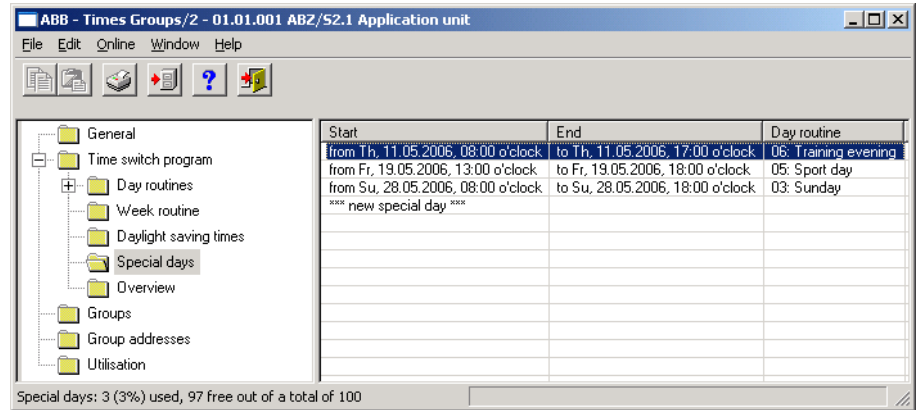 ABB - Times Groups/2 - 01.01.001 ABZ/S2.1 Application unit
File Edit Online Window Help
General
Time switch program
Day routines
Week routine
Daylight saving times
Special days
Overview
Groups
Group addresses
Utilisation
Start End Day routine
from Th, 11.05.2006, 08:00 o'clock to Th, 11.05.2006, 17:00 o'clock 06: Training evening
from Fr, 19.05.2006, 13:00 o'clock to Fr, 19.05.2006, 18:00 o'clock 05: Sport day
from Su, 28.05.2006, 08:00 o'clock to Su, 28.05.2006, 18:00 o'clock 03: Sunday
*** new special day ***
Special days: 3 (3%) used, 97 free out of a total of 100